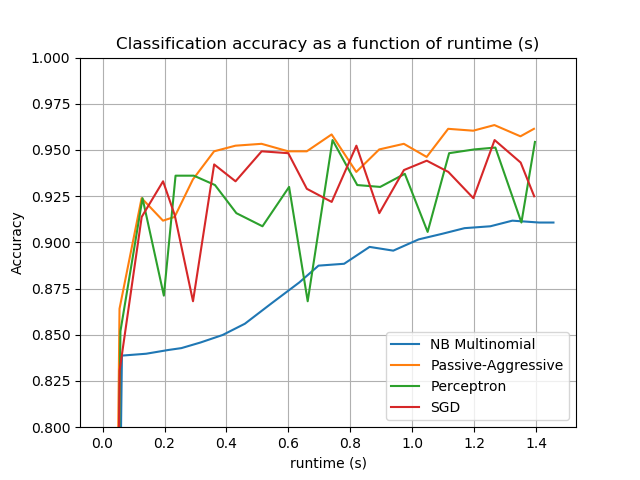 Classification accuracy as a function of runtime (s)
1.000
0.975
0.950
0.925
0.900
0.875
0.850
0.825
0.800
Accuracy
NB Multinomial
Passive-Aggressive
Perceptron
SGD
0.0 0.2 0.4 0.6 0.8 1.0 1.2 1.4
runtime (s)